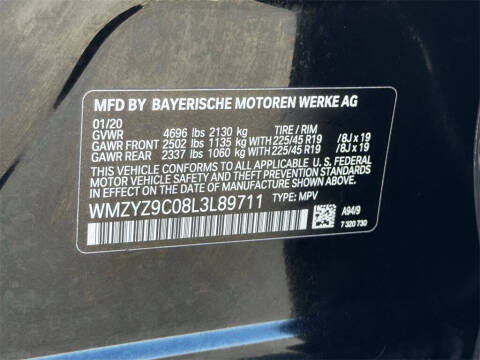 MFD BY BAYERISCHE MOTOREN WERKE AG
01/20
GVWR 4696 lbs 2130 kg TIRE / RIM
GAWR FRONT 2502 lbs 1135 kg WITH 225/45 R19 /8J x 19
GAWR REAR 2337 lbs 1060 kg WITH 225/45 R19 /8J x 19
THIS VEHICLE CONFORMS TO ALL APPLICABLE U. S. FEDERAL
MOTOR VEHICLE SAFETY, BUMPER, AND THEFT PREVENTION STANDARDS
IN EFFECT ON THE DATE OF MANUFACTURE SHOWN ABOVE.
WMZYZ9C08L3L89711 TYPE: MPV
A94/9
7 320 730